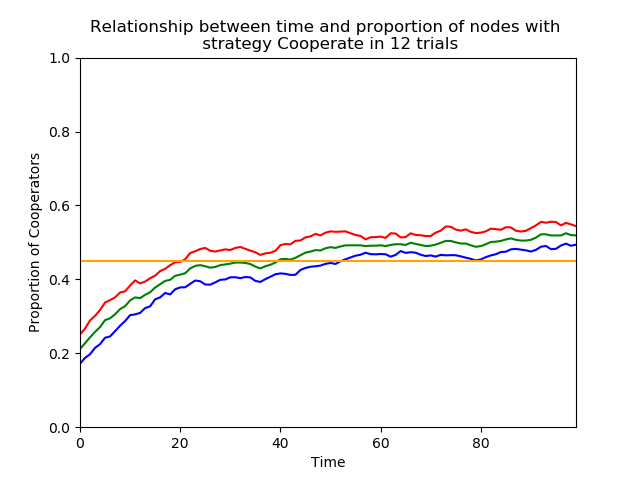 Relationship between time and proportion of nodes with
strategy Cooperate in 12 trials
1.0
0.8
0.6
0.4
0.2
0.0
Proportion of Cooperators
0 20 40 60 80
Time